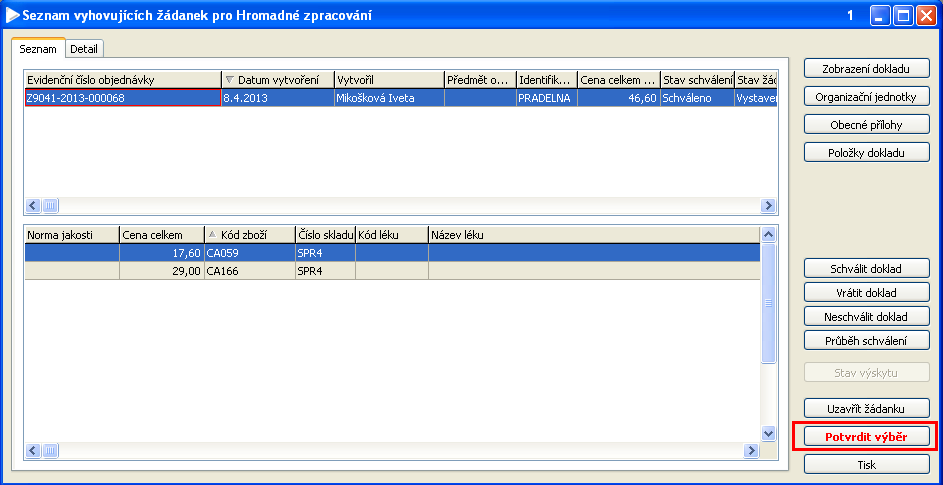 Seznam vyhovujících žádanek pro Hromadné zpracování 1
Seznam Detail
Evidenční číslo objednávky Datum vytvoření Vytvořil Předmět o... Identifik... Cena celkem ... Stav schválení Stav žád
Z9041-2013-000068 8.4.2013 Mikošková Iveta PRADELNA 46,60 Schváleno Vystaven
Norma jakosti Cena celkem Kód zboží Číslo skladu Kód léku Název léku
17,60 CA059 SPR4
29,00 CA166 SPR4
Zobrazení dokladu
Organizační jednotky
Obecné přílohy
Položky dokladu
Schválit doklad
Vrátit doklad
Neschválit doklad
Průběh schválení
Stav výskytu
Uzavřít žádanku
Potvrdit výběr
Tisk